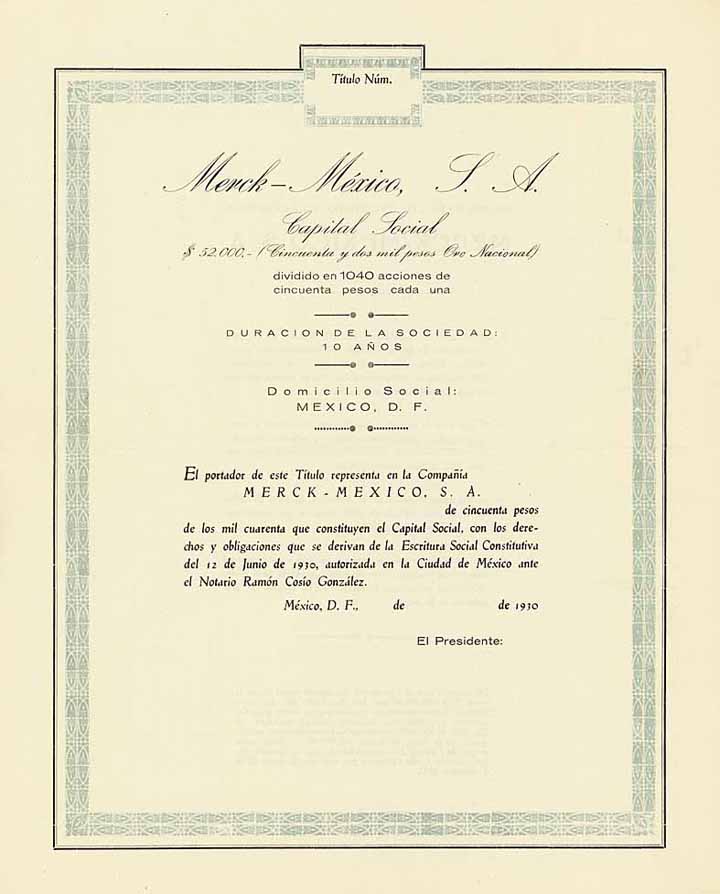 Título Núm.
Merck-México, S. A.
Capital Social
$ 52.000.- (Cincuenta y dos mil pesos Oro Nacional)
dividido en 1040 acciones de
cincuenta pesos cada una
DURACION DE LA SOCIEDAD:
10 AÑOS
Domicilio Social:
MEXICO, D. F.
El portador de este Título representa en la Compañía
MERCK-MEXICO, S. A.
de cincuenta pesos
de los mil cuarenta que constituyen el Capital Social, con los dere-
chos y obligaciones que se derivan de la Escritura Social Constitutiva
del 12 de Junio de 1930, autorizada en la Ciudad de México ante
el Notario Ramón Cosío González.
México, D. F., de de 1930
El Presidente: